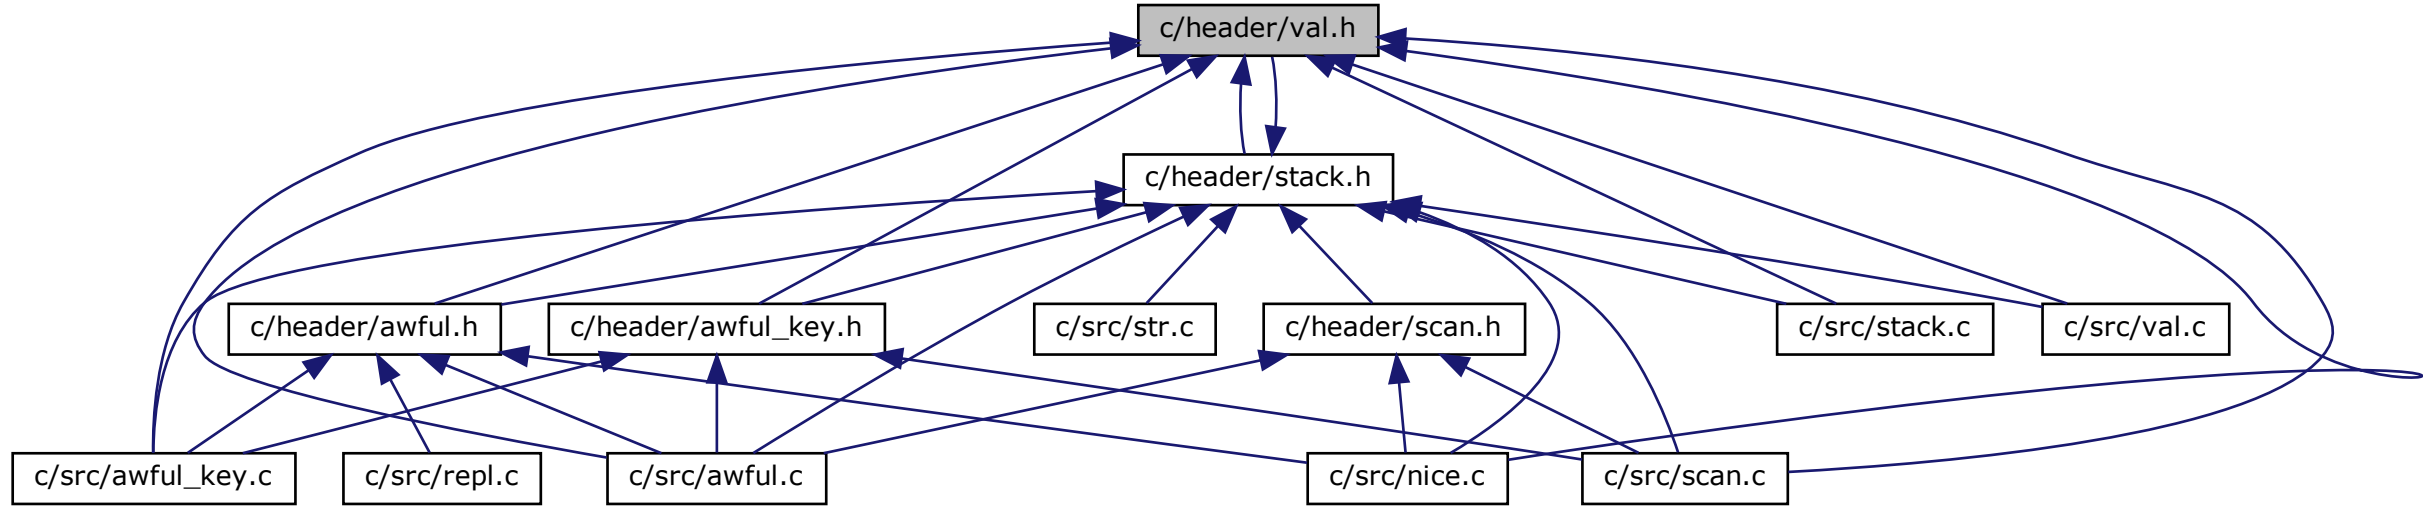 c/header/val.h
c/header/stack.h
c/header/awful.h
c/header/awful_key.h
c/src/str.c
c/header/scan.h
c/src/stack.c
c/src/val.c
c/src/awful_key.c
c/src/repl.c
c/src/awful.c
c/src/nice.c
c/src/scan.c